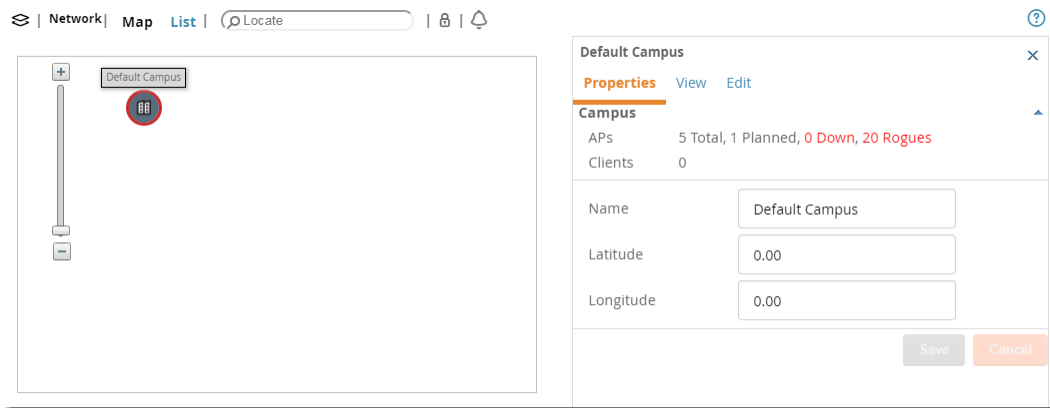 Network Map List Locate
Default Campus
Default Campus
Properties View Edit
Campus
APs 5 Total, 1 Planned, 0 Down, 20 Rogues
Clients 0
Name Default Campus
Latitude 0.00
Longitude 0.00
Save Cancel